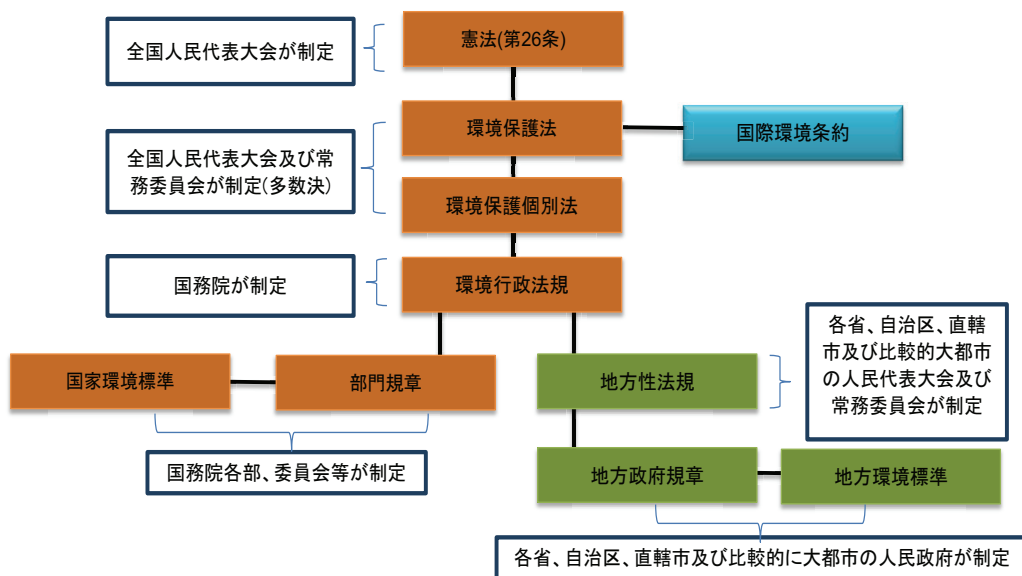 全国人民代表大会が制定
憲法(第26条)
環境保護法
国際環境条約
全国人民代表大会及び常
務委員会が制定(多数決)
環境保護個別法
国務院が制定
環境行政法規
各省、自治区、直轄
市及び比較的大都市
の人民代表大会及び
常務委員会が制定
国家環境標準
部門規章
地方性法規
国務院各部、委員会等が制定
地方政府規章
地方環境標準
各省、自治区、直轄市及び比較的に大都市の人民政府が制定